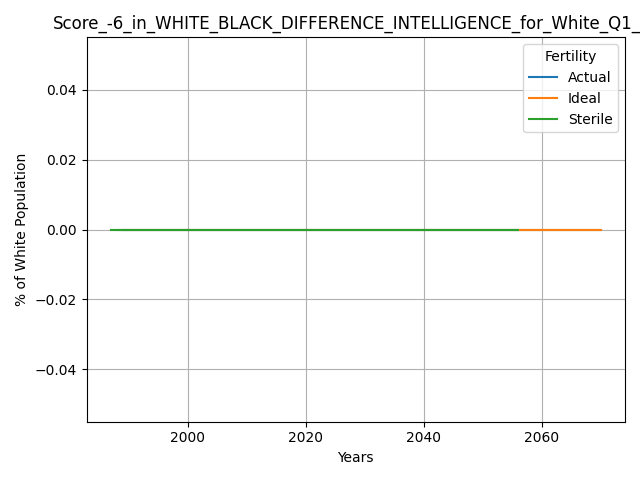 Score_-6_in_WHITE_BLACK_DIFFERENCE_INTELLIGENCE_for_White_Q1_
Fertility
Actual
Ideal
Sterile
0.04
0.02
0.00
−0.02
−0.04
% of White Population
2000 2020 2040 2060
Years